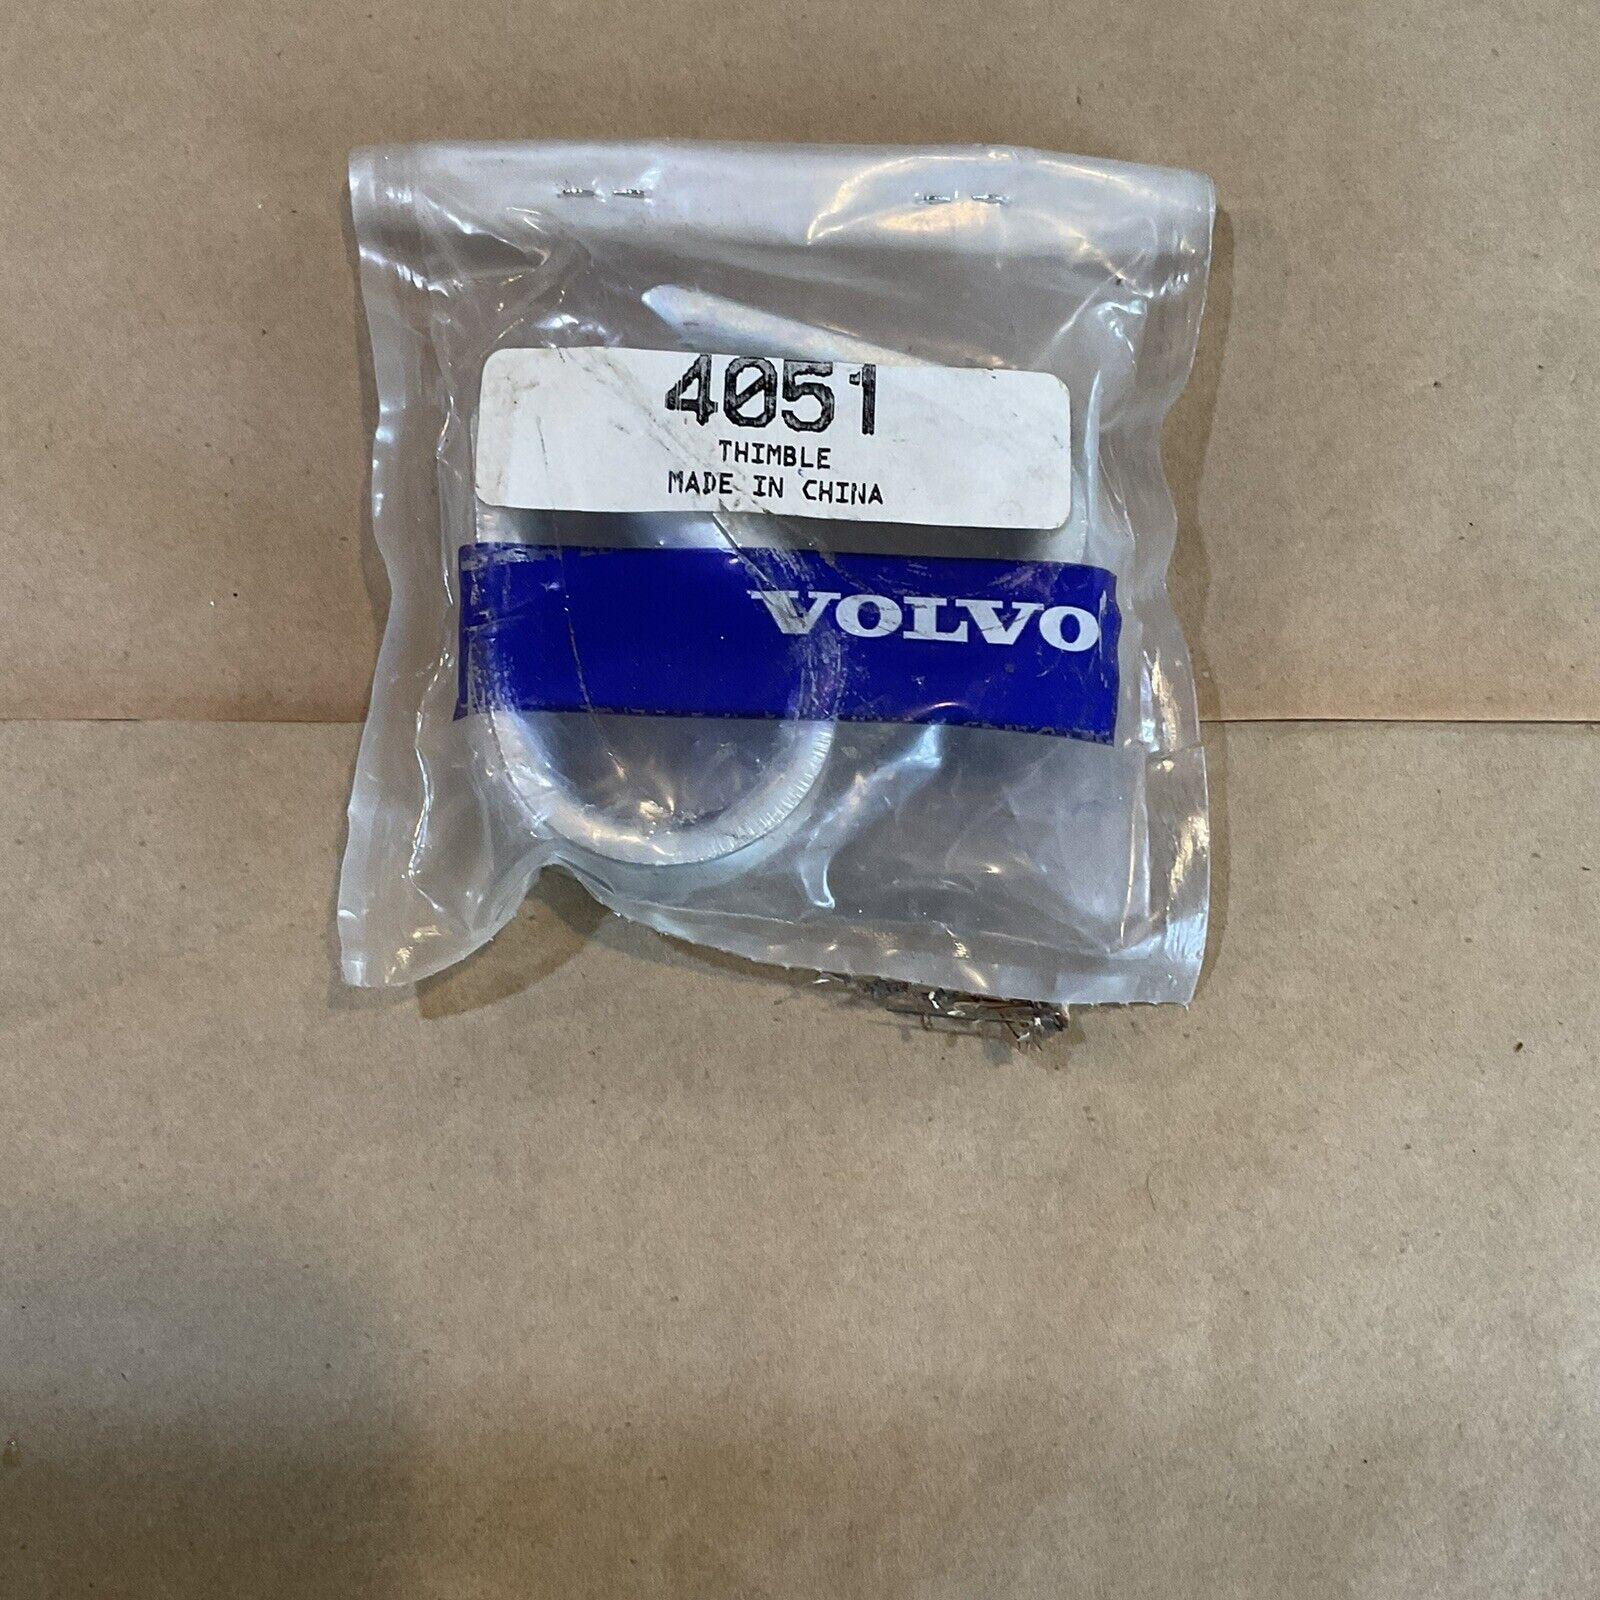 4051
THIMBLE
MADE IN CHINA
VOLVO